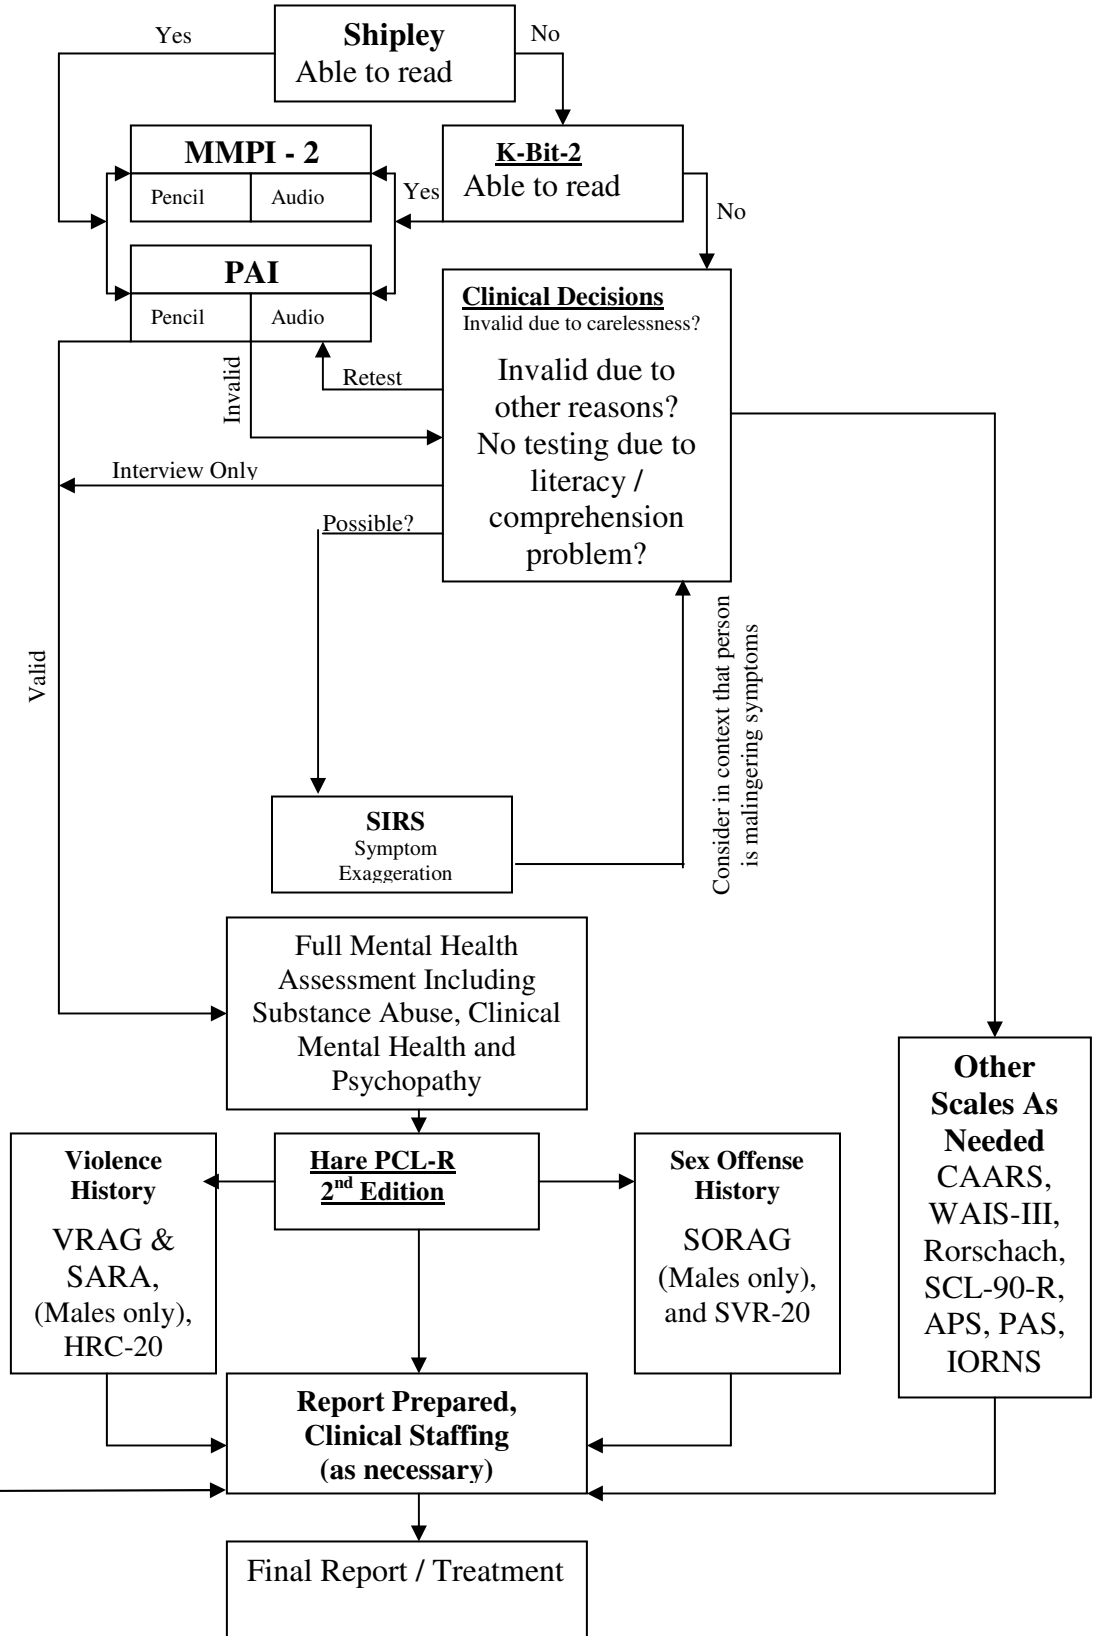 Yes
Shipley
Able to read
No
MMPI - 2
Pencil
Audio
K-Bit-2
Able to read
Yes
No
PAI
Pencil
Audio
Clinical Decisions
Invalid due to carelessness?
Invalid due to
other reasons?
No testing due to
literacy /
comprehension
problem?
Invalid
Retest
Interview Only
Possible?
Valid
Consider in context that person
is malingering symptoms
SIRS
Symptom
Exaggeration
Full Mental Health
Assessment Including
Substance Abuse, Clinical
Mental Health and
Psychopathy
Other
Scales As
Needed
CAARS,
WAIS-III,
Rorschach,
SCL-90-R,
APS, PAS,
IORNS
Violence
History
VRAG &
SARA,
(Males only),
HRC-20
Hare PCL-R
2nd Edition
Sex Offense
History
SORAG
(Males only),
and SVR-20
Report Prepared,
Clinical Staffing
(as necessary)
Final Report / Treatment